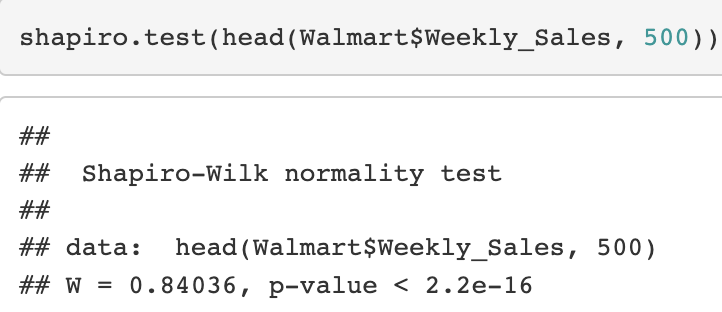 shapiro.test(head(Walmart$Weekly_Sales, 500))
##
##  Shapiro-Wilk normality test
##
## data:  head(Walmart$Weekly_Sales, 500)
## W = 0.84036, p-value < 2.2e-16